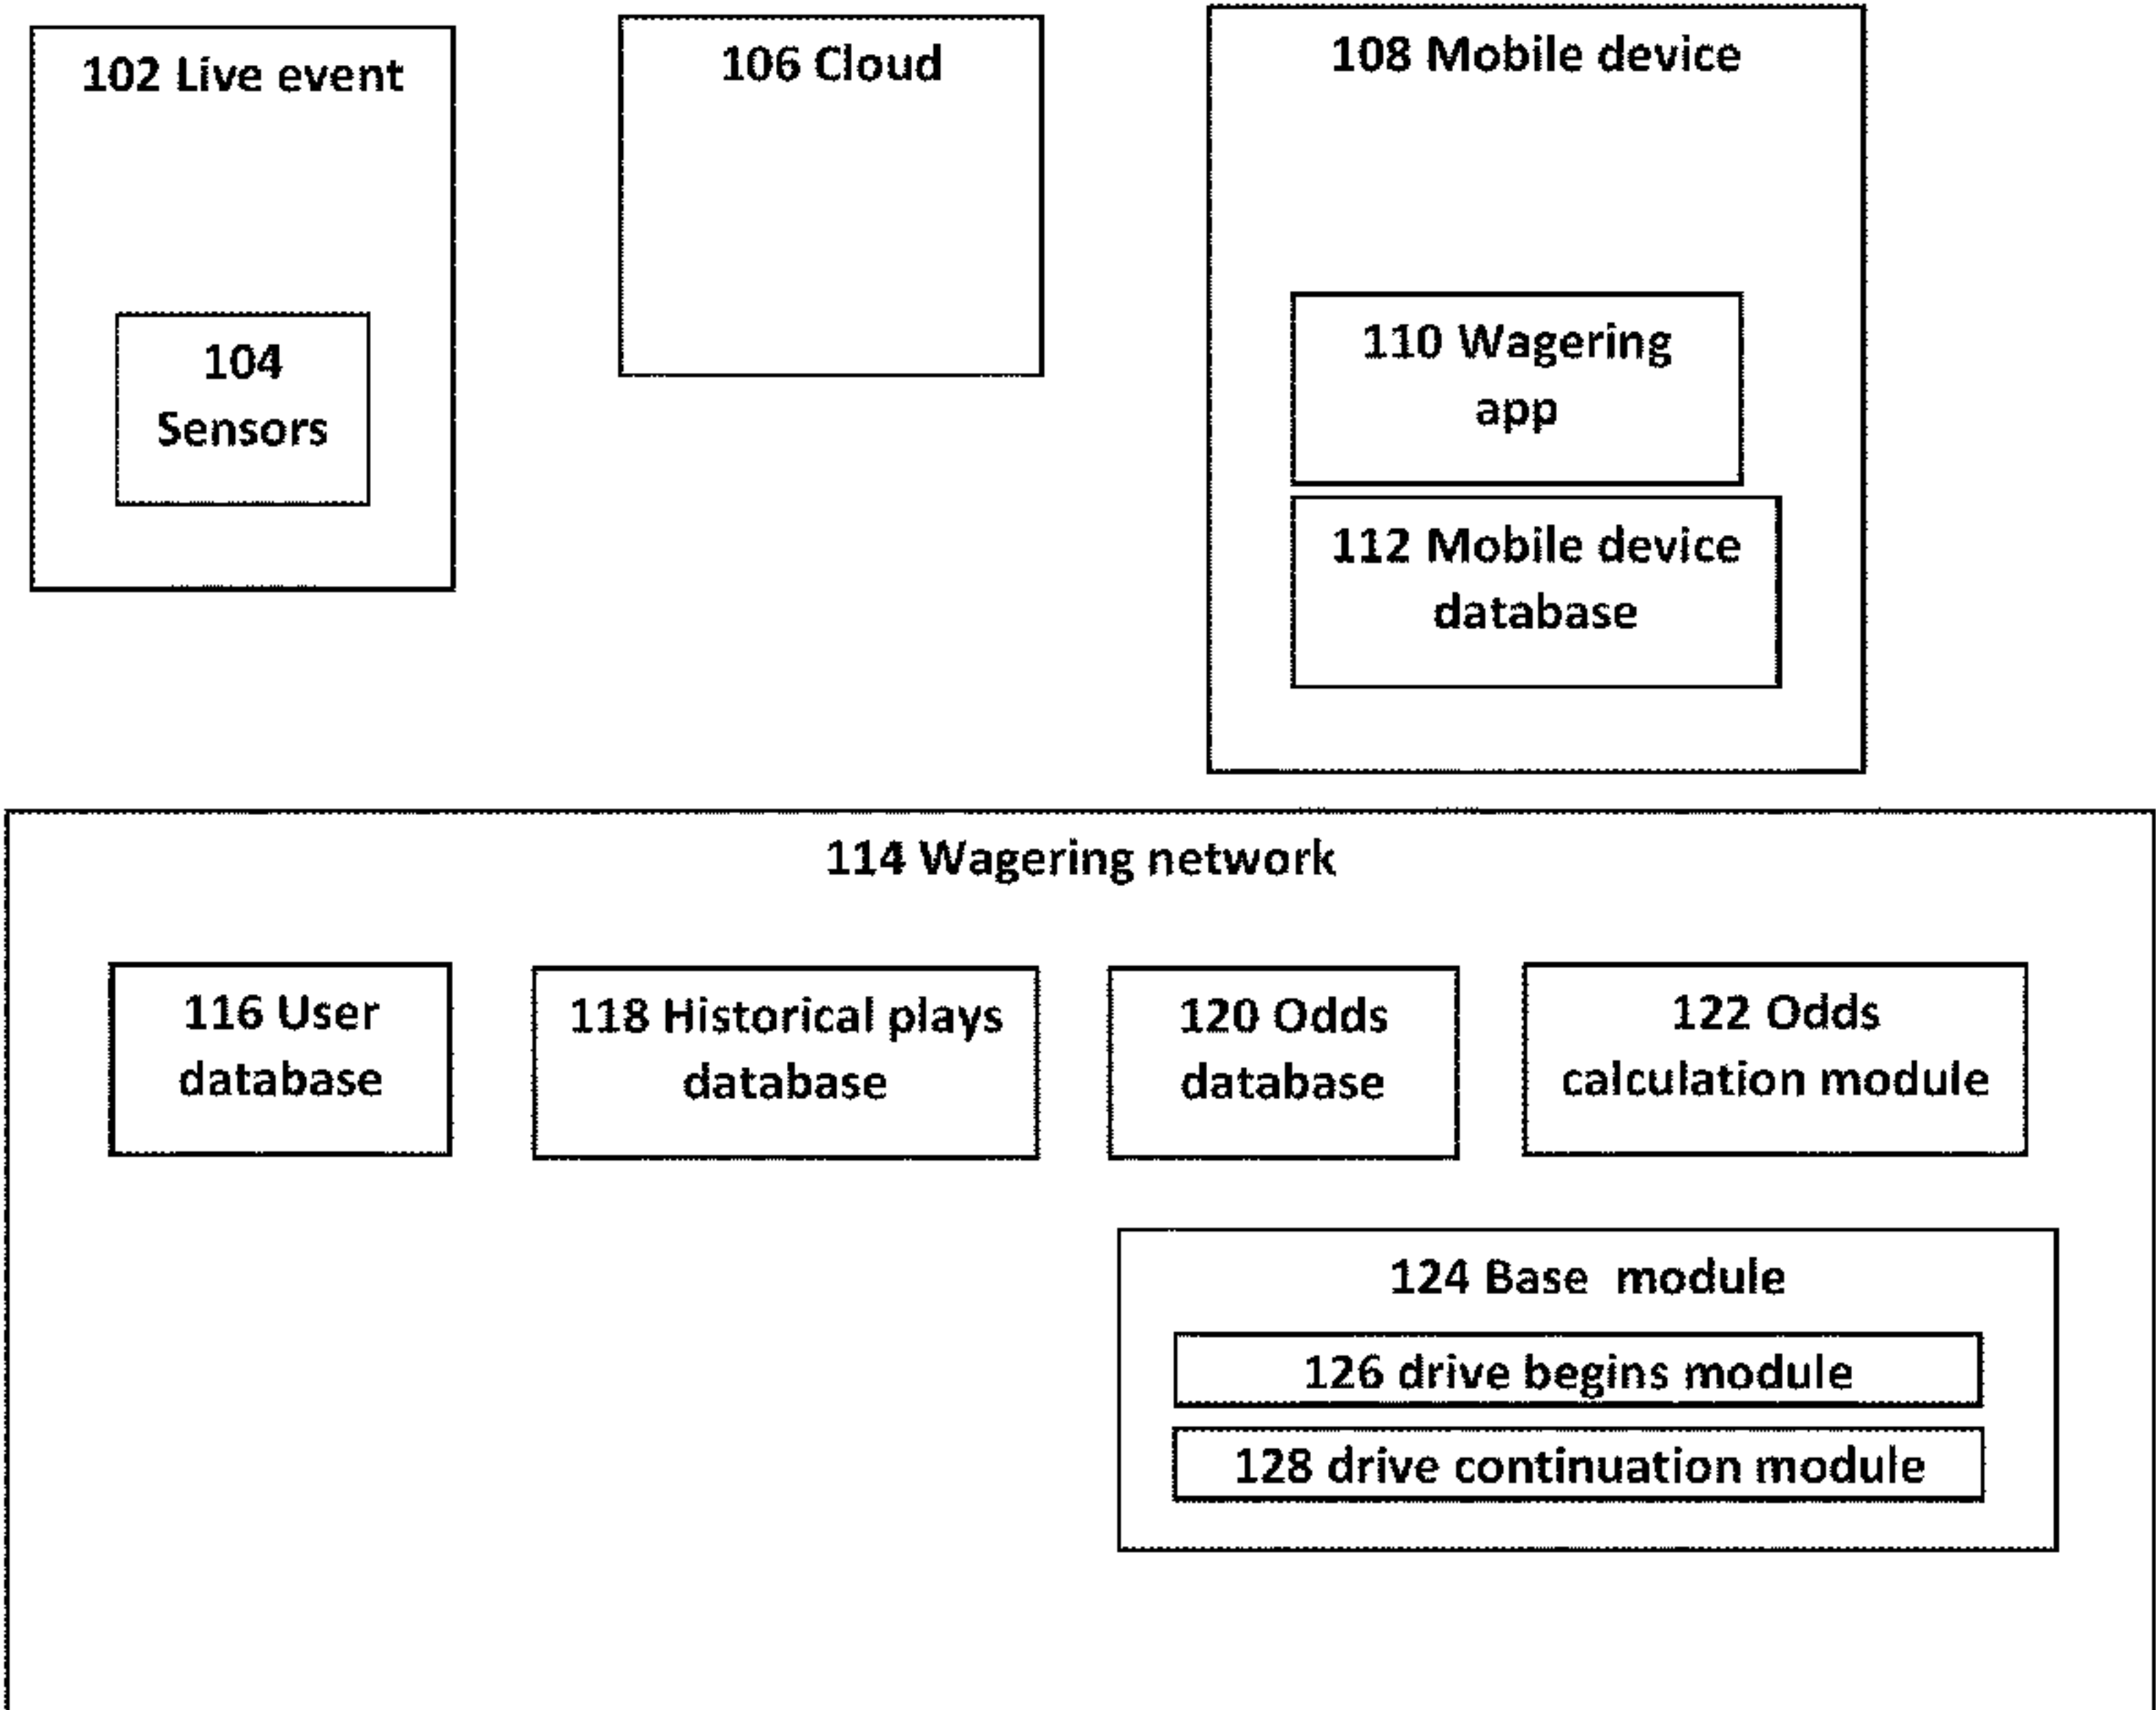 102 Live event
104
Sensors
106 Cloud
108 Mobile device
110 Wagering
app
112 Mobile device
database
114 Wagering network
116 User
database
118 Historical plays
database
120 Odds
database
122 Odds
calculation module
124 Base  module
126 drive begins module
128 drive continuation module